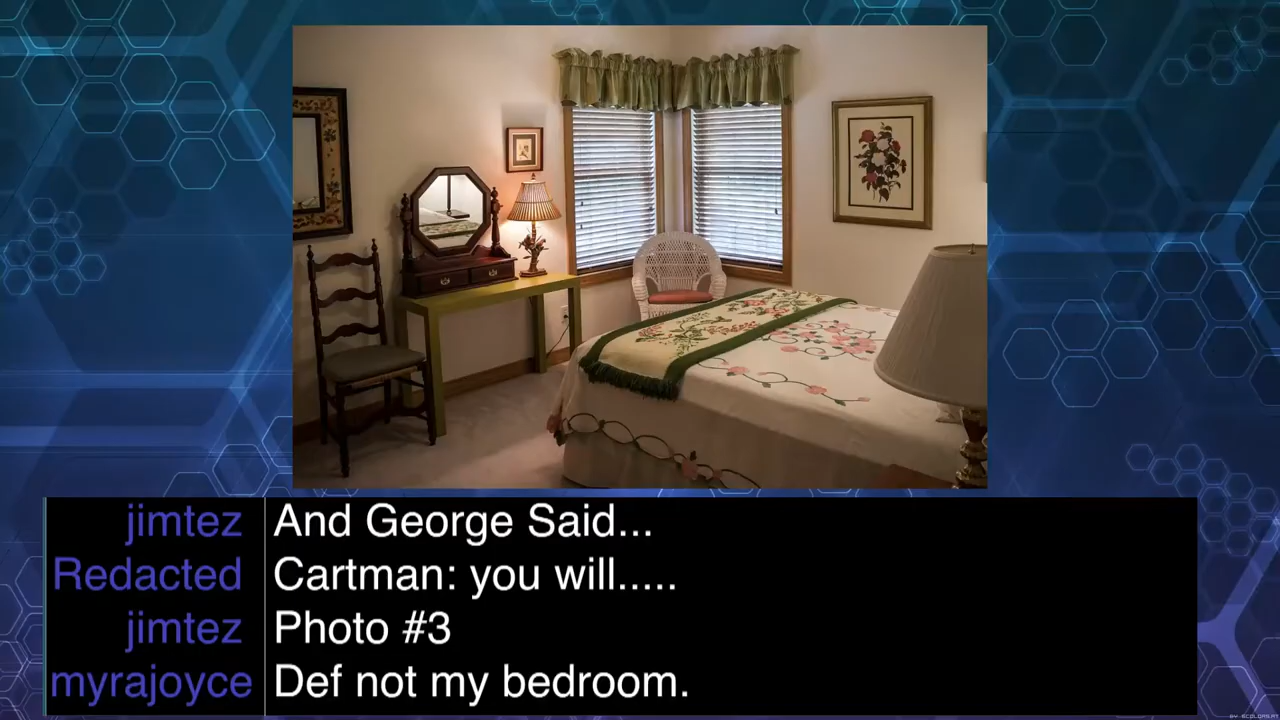 jimtez And George Said...
Redacted Cartman: you will.....
jimtez Photo #3
myrajoyce Def not my bedroom.